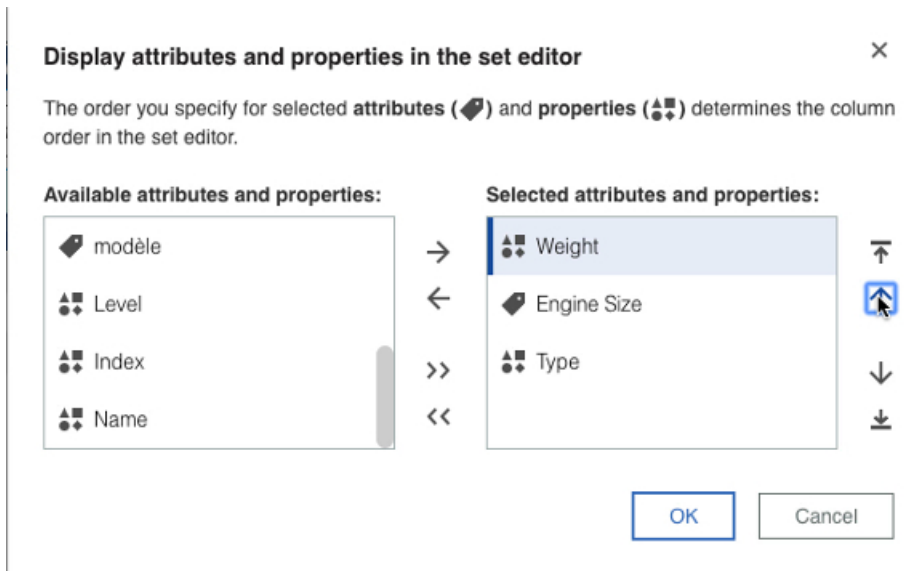 Display attributes and properties in the set editor
The order you specify for selected attributes ( ) and properties ( ) determines the column
order in the set editor.
Available attributes and properties:
Selected attributes and properties:
modèle
Level
Index
Name
Weight
Engine Size
Type
OK
Cancel